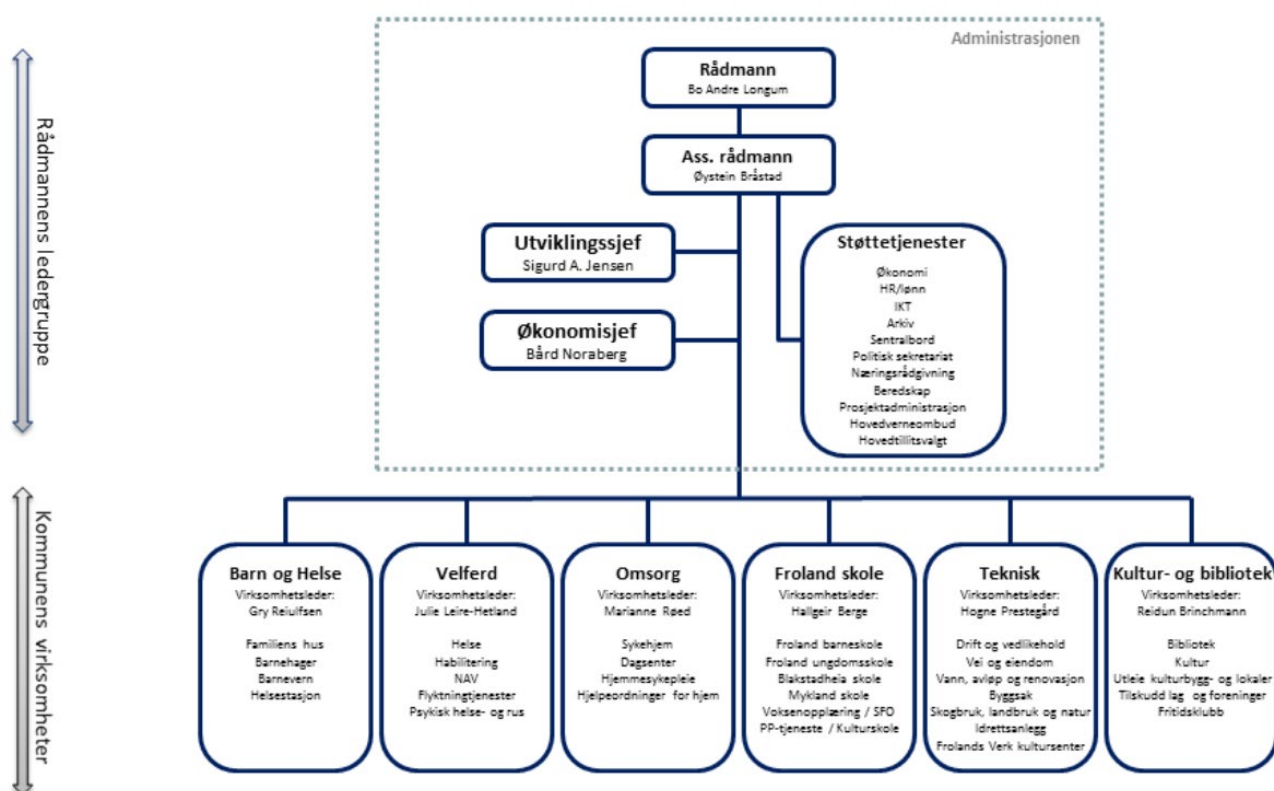 Administrasjonen
Rådmannens ledergruppe
Rådmann
Bo Andre Longum
Ass. rådmann
Øystein Bråstad
Utviklingssjef
Sigurd A. Jensen
Økonomisjef
Bård Noraberg
Støttetjenester
Økonomi
HR/lønn
IKT
Arkiv
Sentralbord
Politisk sekretariat
Næringsrådgivning
Beredskap
Prosjektadministrasjon
Hovedverneombud
Hovedtillitsvalgt
Kommunens virksomheter
Barn og Helse
Virksomhetsleder:
Gry Reiulfsen
Familiens hus
Barnehager
Barnevern
Helsestasjon
Velferd
Virksomhetsleder:
Julie Leire-Hetland
Helse
Habilitering
NAV
Flyktningtjenester
Psykisk helse- og rus
Omsorg
Virksomhetsleder:
Marianne Røed
Sykehjem
Dagsenter
Hjemmesykepleie
Hjelpeordninger for hjem
Froland skole
Virksomhetsleder:
Hallgeir Berge
Froland barneskole
Froland ungdomsskole
Blakstadheia skole
Mykland skole
Voksenopplæring / SFO
PP-tjeneste / Kulturskole
Teknisk
Virksomhetsleder:
Hogne Prestegård
Drift og vedlikehold
Vei og eiendom
Vann, avløp og renovasjon
Byggsak
Skogbruk, landbruk og natur
Idrettsanlegg
Frolands Verk kultursenter
Kultur- og bibliotek
Virksomhetsleder:
Reidun Brinchmann
Bibliotek
Kultur
Utleie kulturbygg- og lokaler
Tilskudd lag og foreninger
Fritidsklubb